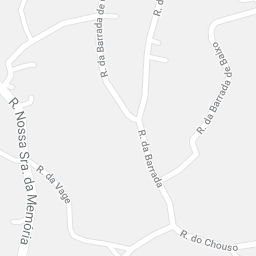 R. da Barrada de
R. da Barrada de Baixo
R. Nossa Sra. da Memória
R. da Barrada
R. da Vage
R. do Chouso